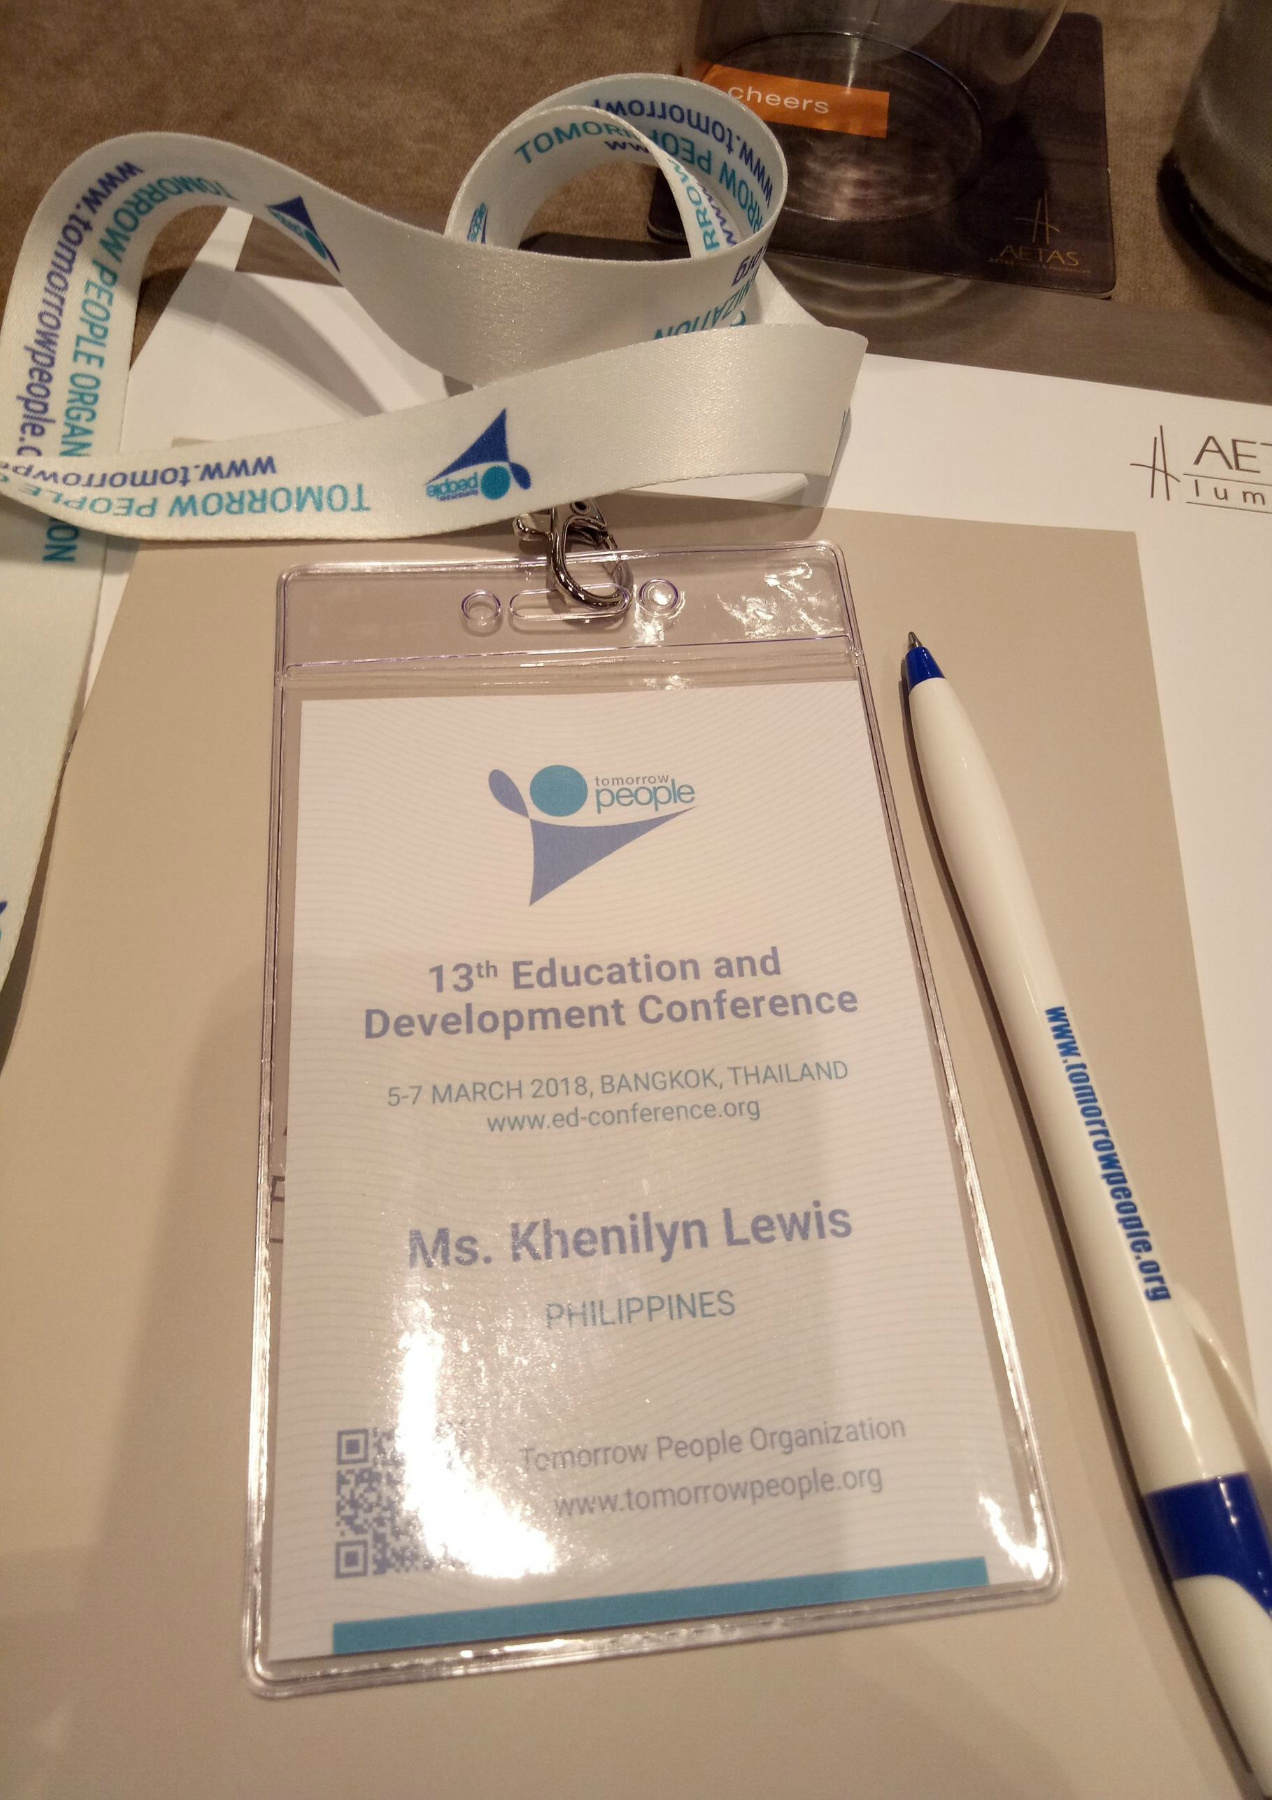 cheers
AETAS
TOMORROW PEOPLE
www.tomorrow
www.tomorrowpeople.o
TOMORROW PEOPLE ORGAN
www.tomorrowp
TOMORROW PEOPLE
people
AE
lum
tomorrow
people
13th Education and
Development Conference
5-7 MARCH 2018, BANGKOK, THAILAND
www.ed-conference.org
Ms. Khenilyn Lewis
PHILIPPINES
Tomorrow People Organization
www.tomorrowpeople.org
www.tomorrowpeople.org